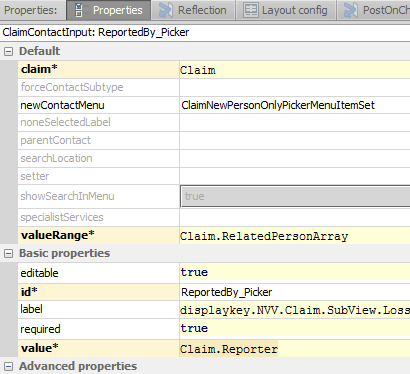 Properties: Properties Reflection Layout config PostOnCh
ClaimContactInput: ReportedBy_Picker
Default
claim* Claim
forceContactSubtype
newContactMenu ClaimNewPersonOnlyPickerMenuItemSet
noneSelectedLabel
parentContact
searchLocation
setter
showSearchInMenu true
specialistServices
valueRange* Claim.RelatedPersonArray
Basic properties
editable true
id* ReportedBy_Picker
label displaykey.NVV.Claim.SubView.Loss
required true
value* Claim.Reporter
Advanced properties